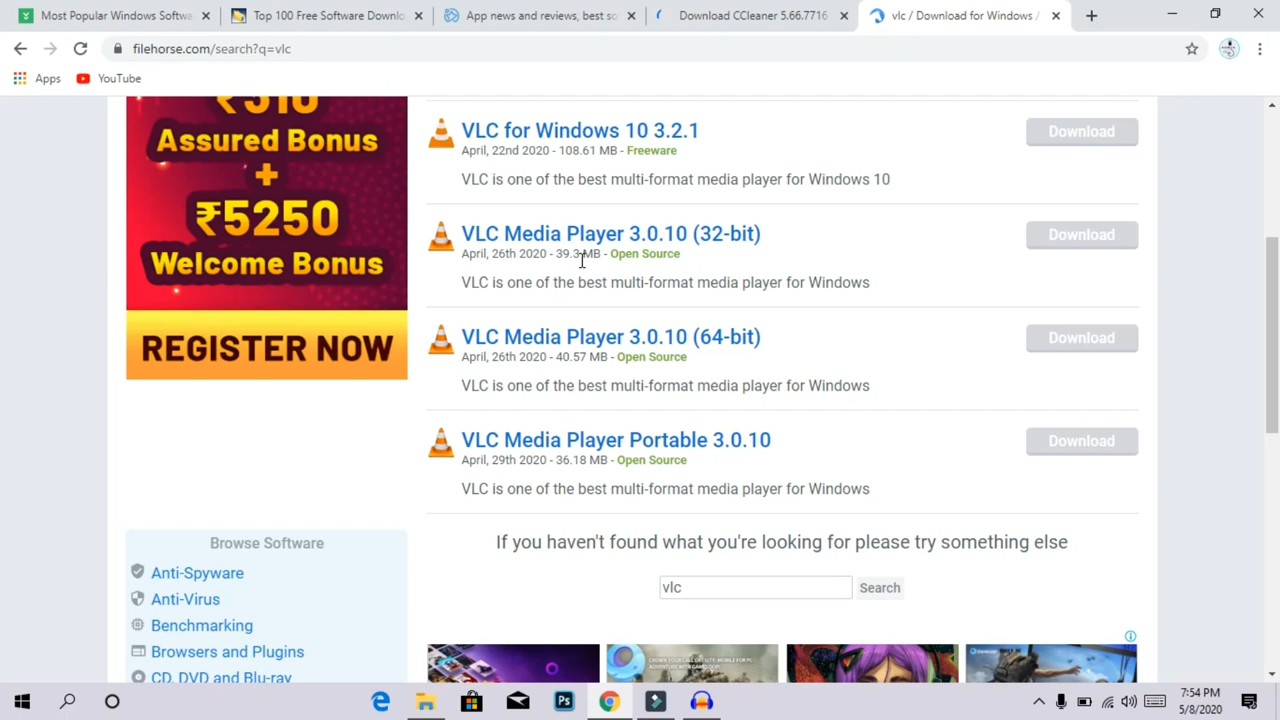 Most Popular Windows Softwa
Top 100 Free Software Downlo
App news and reviews, best so
Download CCleaner 5.66.7716
vlc / Download for Windows /
filehorse.com/search?q=vlc
Apps
YouTube
₹310
Assured Bonus
+
₹5250
Welcome Bonus
REGISTER NOW
VLC for Windows 10 3.2.1
Download
April, 22nd 2020 - 108.61 MB - Freeware
VLC is one of the best multi-format media player for Windows 10
VLC Media Player 3.0.10 (32-bit)
Download
April, 26th 2020 - 39.3 MB - Open Source
VLC is one of the best multi-format media player for Windows
VLC Media Player 3.0.10 (64-bit)
Download
April, 26th 2020 - 40.57 MB - Open Source
VLC is one of the best multi-format media player for Windows
VLC Media Player Portable 3.0.10
Download
April, 29th 2020 - 36.18 MB - Open Source
VLC is one of the best multi-format media player for Windows
If you haven't found what you're looking for please try something else
vlc
Search
Browse Software
Anti-Spyware
Anti-Virus
Benchmarking
Browsers and Plugins
CD, DVD and Blu-ray
Ps
7:54 PM
5/8/2020